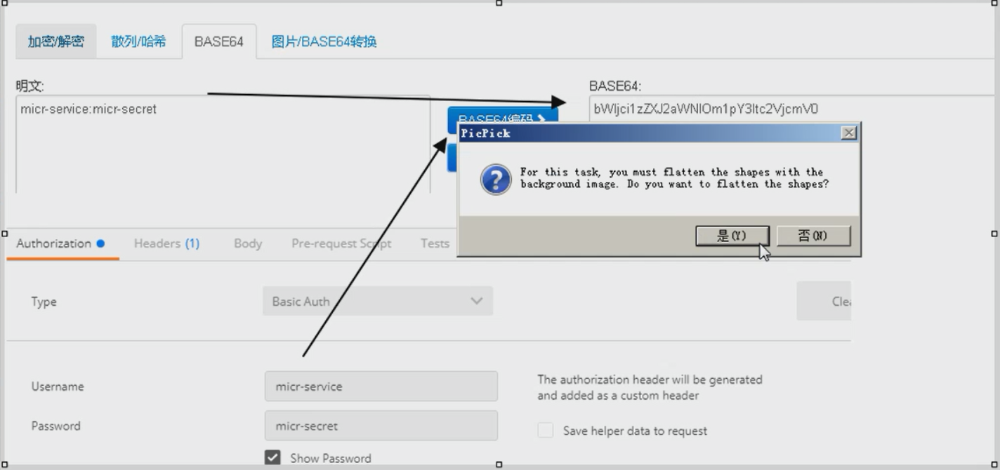 加密/解密 散列/哈希 BASE64 图片/BASE64转换
明文:
BASE64:
micr-service:micr-secret
BASE64编码
bWljci1zZXJ2aWNlOm1pY3Itc2VjcmV0
PicPick
For this task, you must flatten the shapes with the
background image. Do you want to flatten the shapes?
是(Y) 否(N)
Authorization Headers (1) Body Pre-request Script Tests
Type Basic Auth Clea
Username micr-service
The authorization header will be generated
and added as a custom header
Password micr-secret
Save helper data to request
Show Password